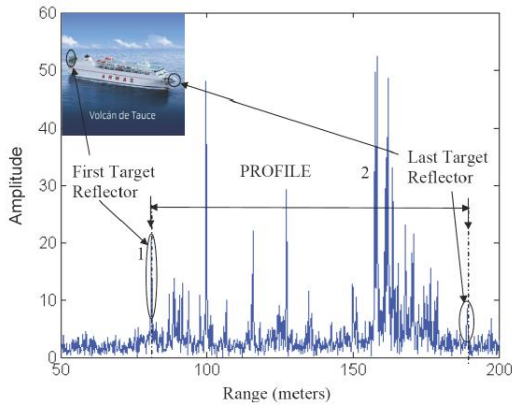 60
50
40
30
20
10
0
Amplitude
ARMAS
Volcán de Tauce
First Target
Reflector
PROFILE
2
Last Target
Reflector
1
50
100
150
200
Range (meters)